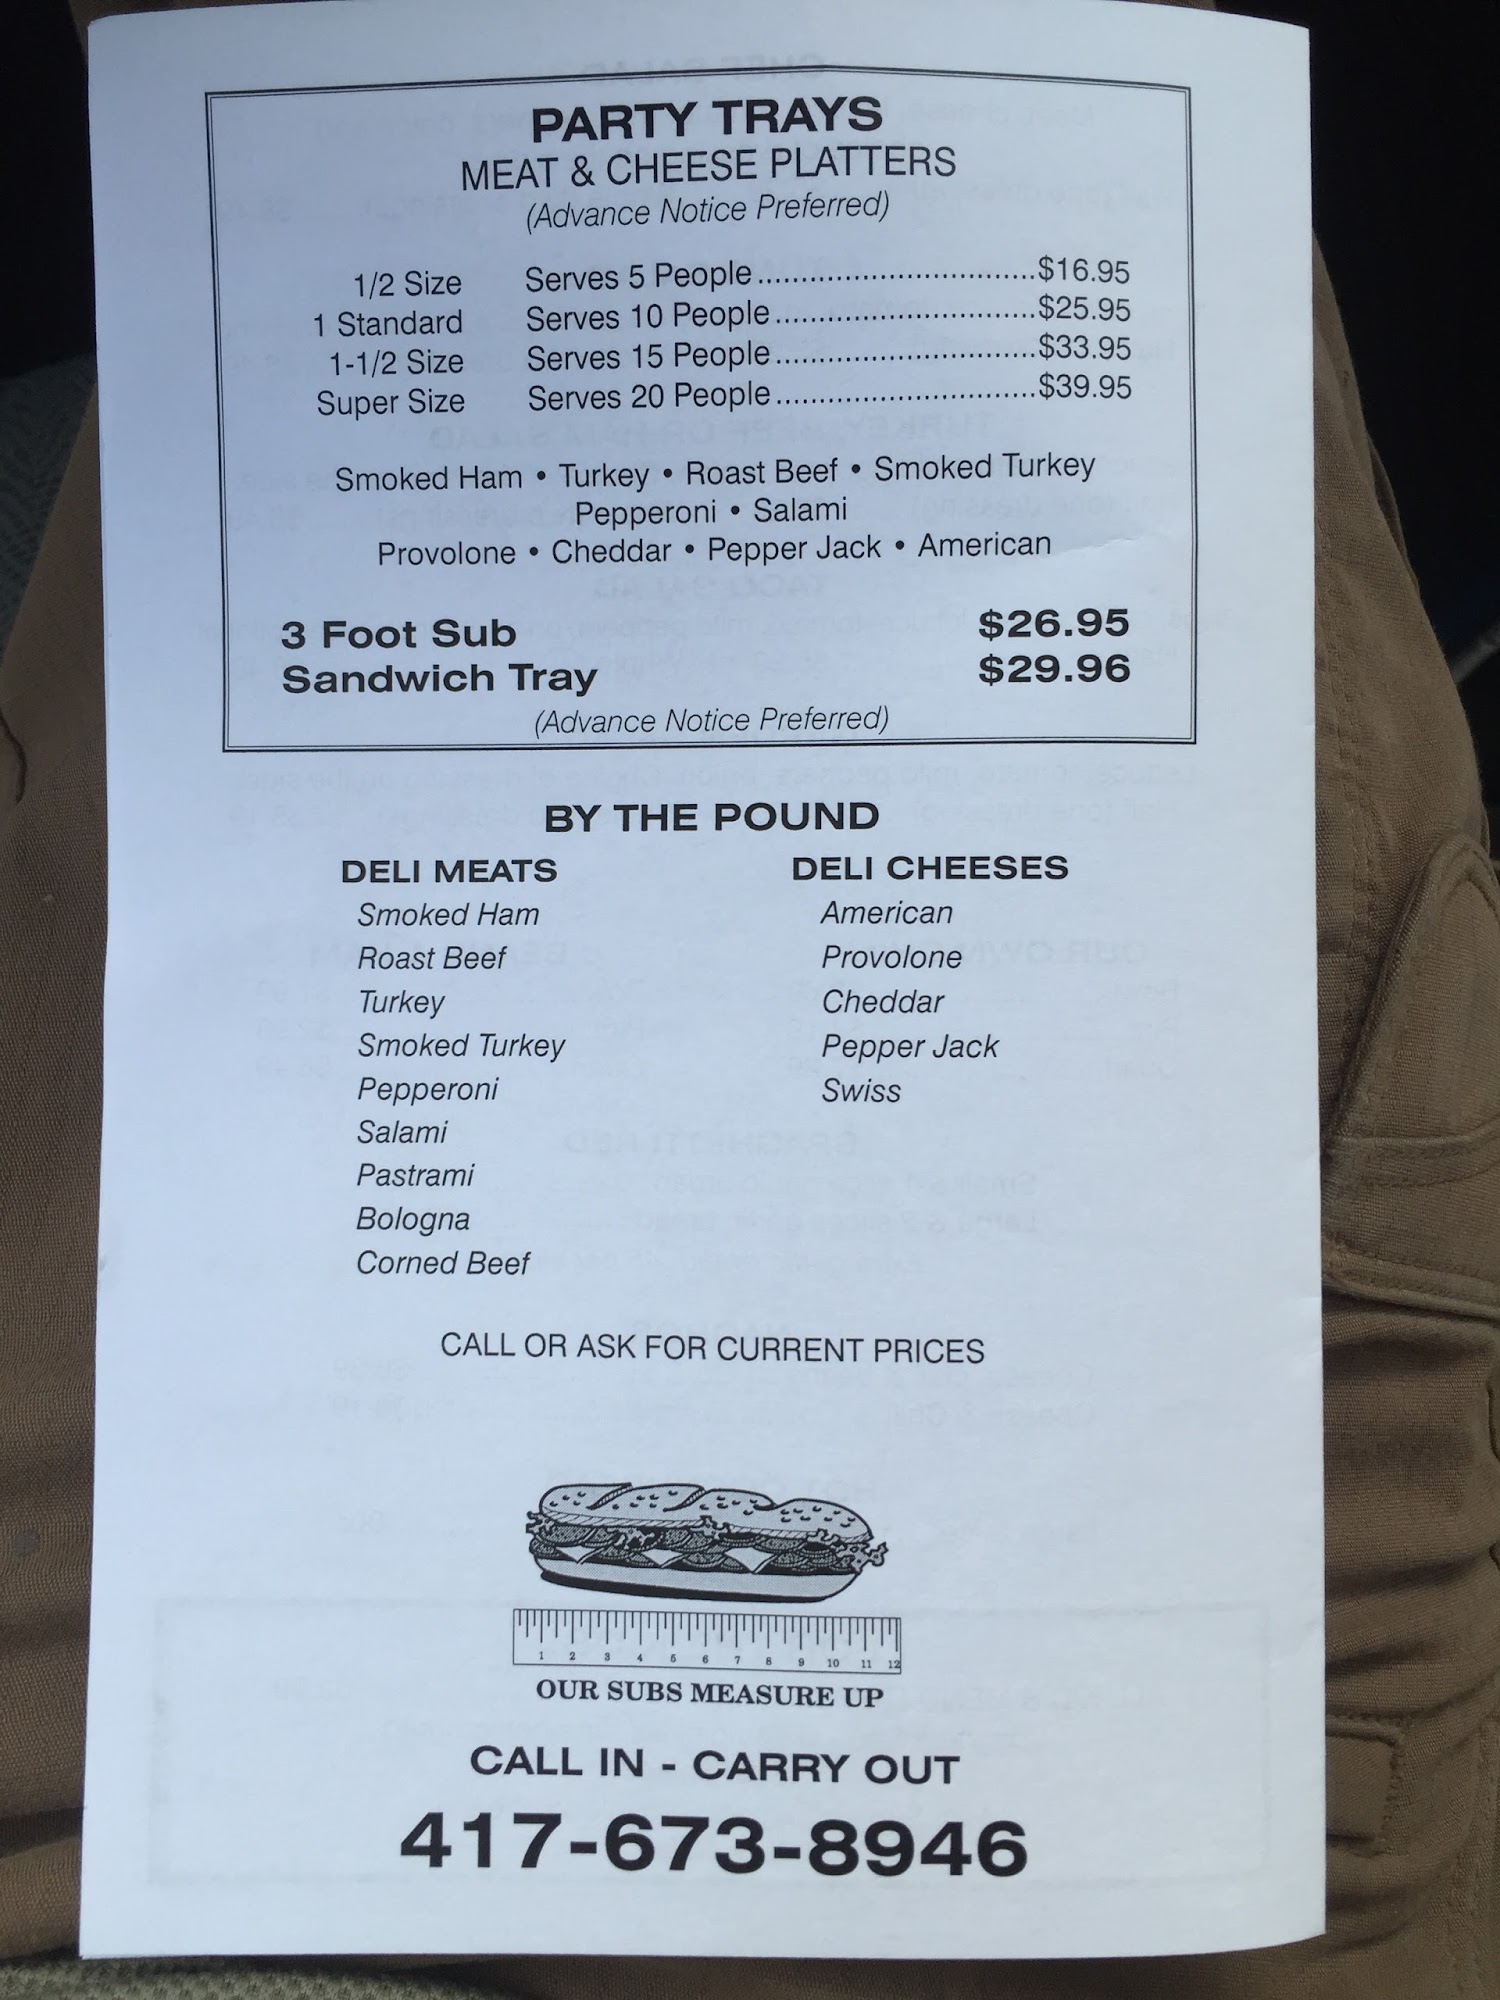 PARTY TRAYS
MEAT & CHEESE PLATTERS
(Advance Notice Preferred)
1/2 Size Serves 5 People................................$16.95
1 Standard Serves 10 People..............................$25.95
1-1/2 Size Serves 15 People..............................$33.95
Super Size Serves 20 People..............................$39.95
Smoked Ham • Turkey • Roast Beef • Smoked Turkey
Pepperoni • Salami
Provolone • Cheddar • Pepper Jack • American
3 Foot Sub $26.95
Sandwich Tray $29.96
(Advance Notice Preferred)
BY THE POUND
DELI MEATS
Smoked Ham
Roast Beef
Turkey
Smoked Turkey
Pepperoni
Salami
Pastrami
Bologna
Corned Beef
DELI CHEESES
American
Provolone
Cheddar
Pepper Jack
Swiss
CALL OR ASK FOR CURRENT PRICES
1 2 3 4 5 6 7 8 9 10 11 12
OUR SUBS MEASURE UP
CALL IN - CARRY OUT
417-673-8946